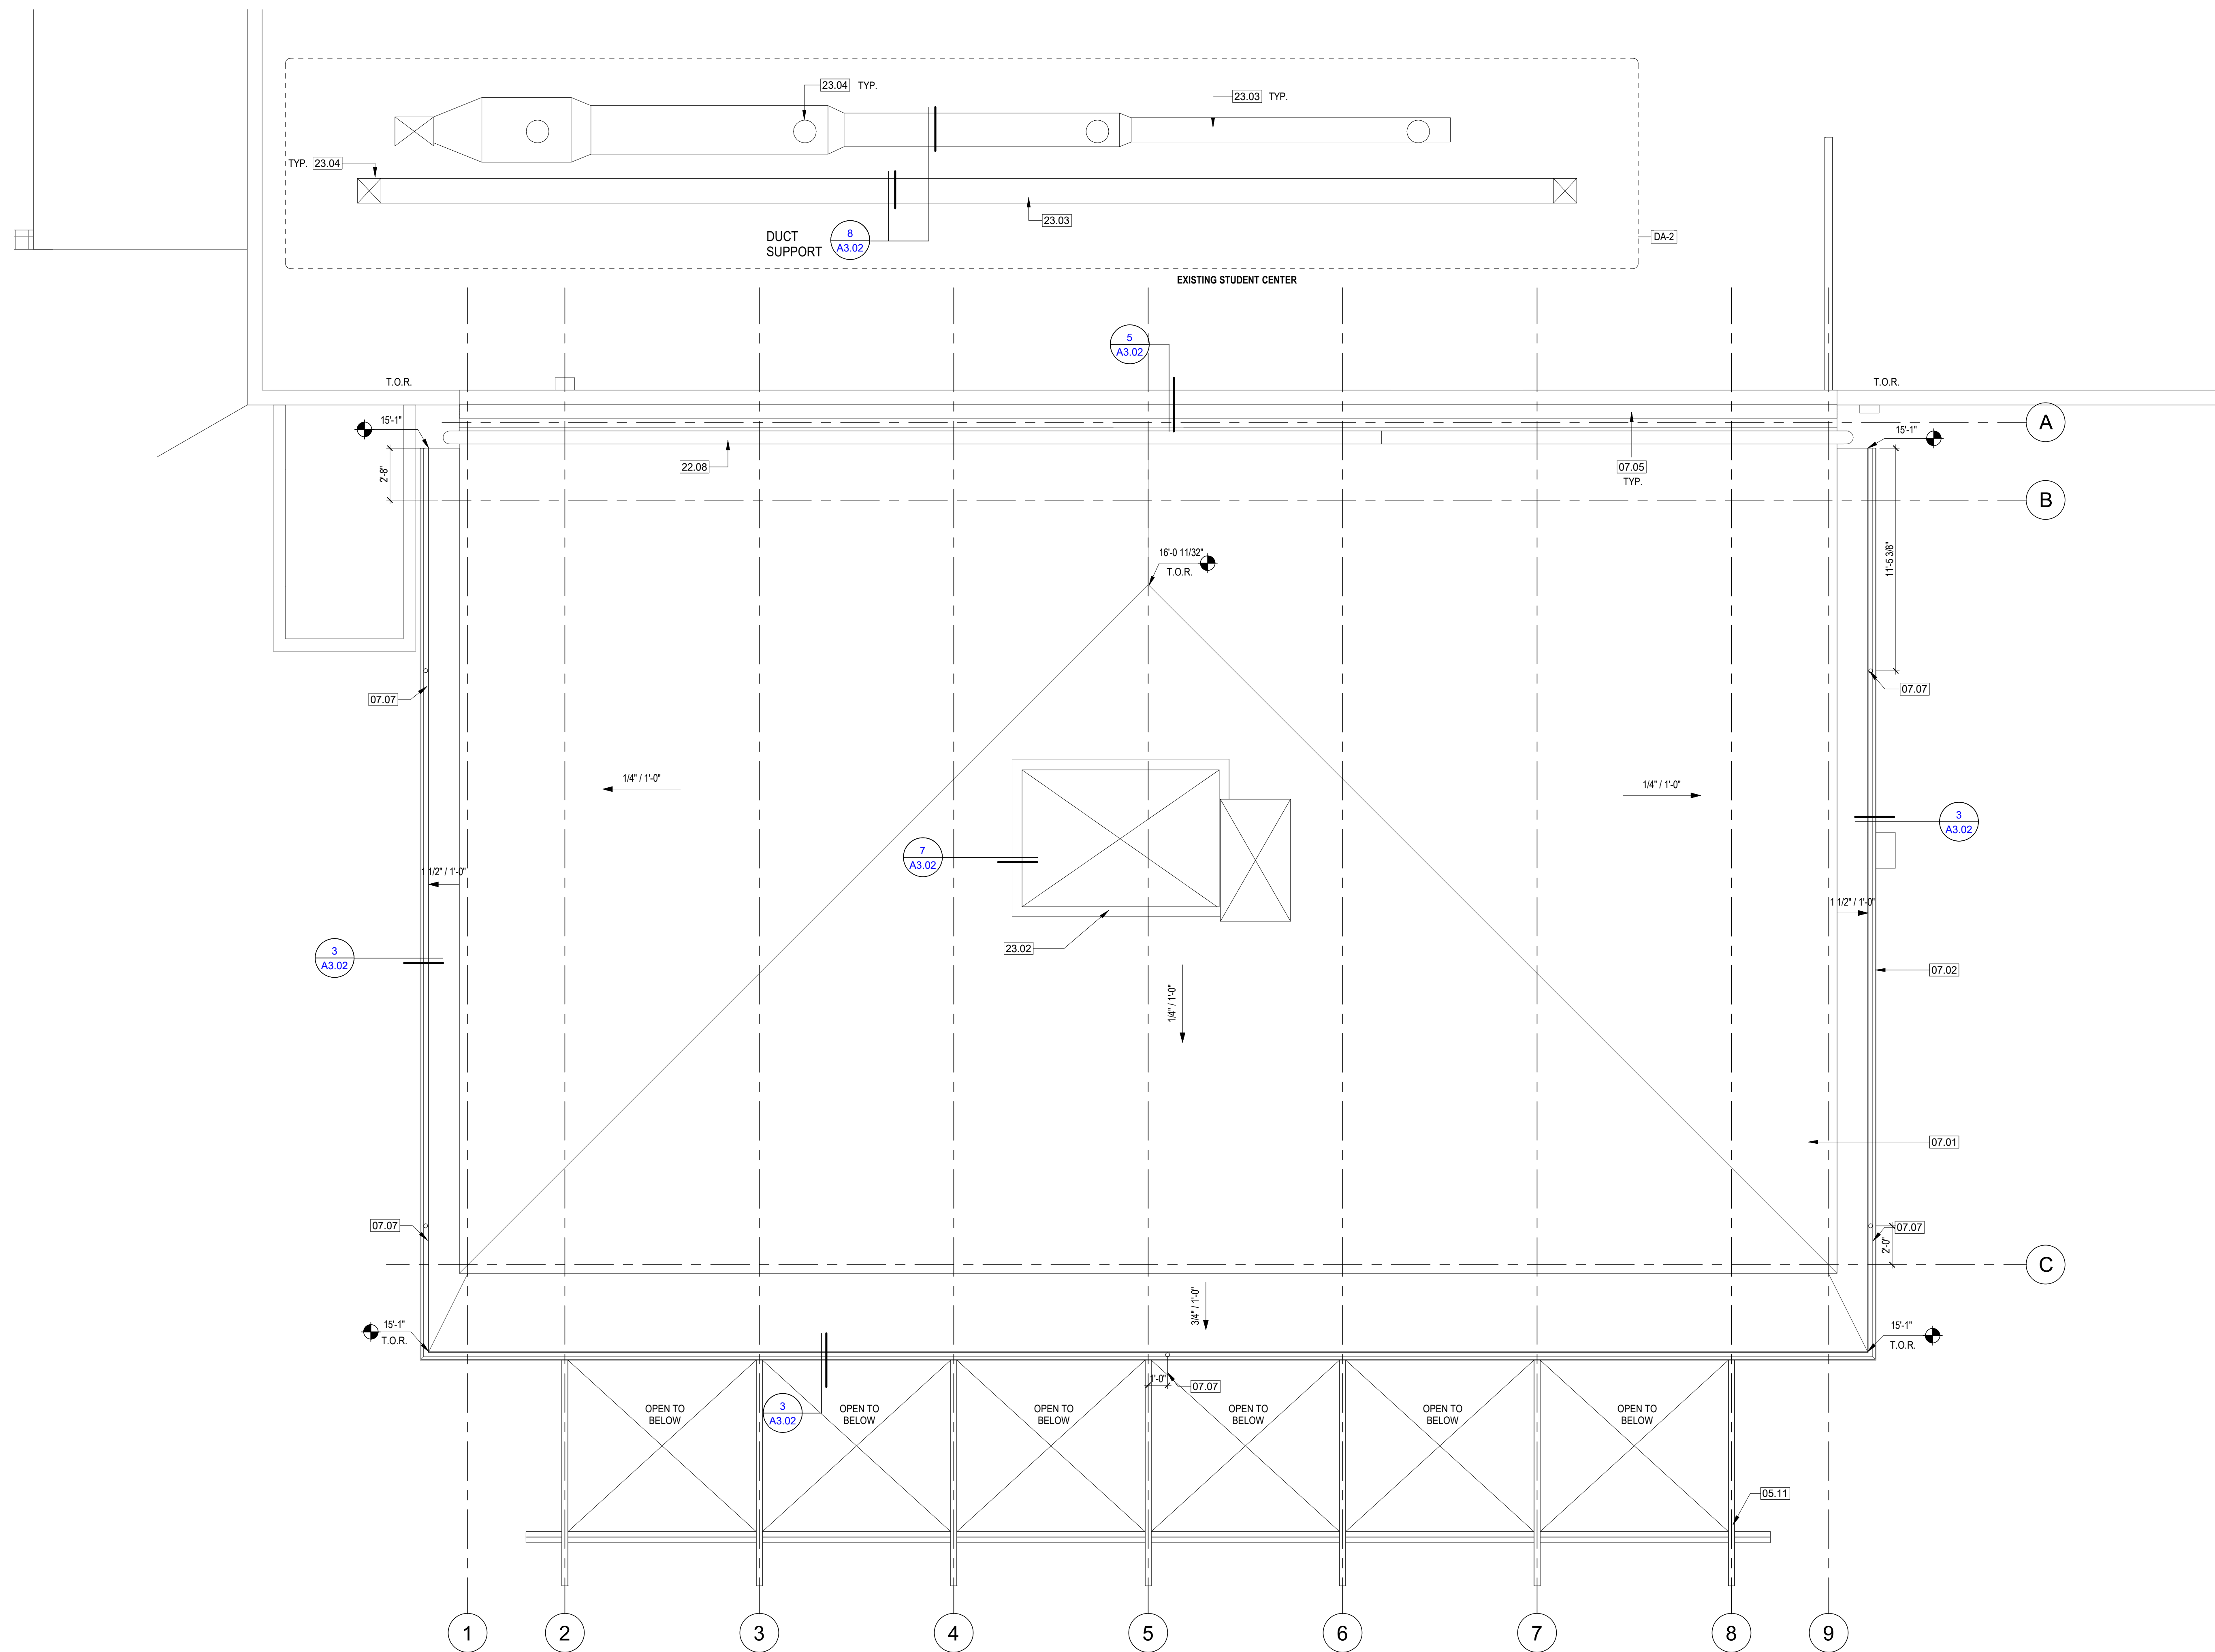 23.04 TYP.
23.03 TYP.
TYP. 23.04
23.03
DUCT
SUPPORT
8
A3.02
DA-2
EXISTING STUDENT CENTER
5
A3.02
T.O.R.
T.O.R.
15'-1"
A
15'-1"
22.08
07.05
TYP.
2'-8"
B
16'-0 11/32"
T.O.R.
11'-5 3/8"
07.07
07.07
1/4" / 1'-0"
1/4" / 1'-0"
3
A3.02
7
A3.02
1 1/2" / 1'-0"
1 1/2" / 1'-0"
23.02
3
A3.02
07.02
1/4" / 1'-0"
07.01
07.07
07.07
2'-0"
C
3/4" / 1'-0"
15'-1"
T.O.R.
15'-1"
T.O.R.
1'-0"
07.07
3
A3.02
OPEN TO
BELOW
OPEN TO
BELOW
OPEN TO
BELOW
OPEN TO
BELOW
OPEN TO
BELOW
OPEN TO
BELOW
05.11
1
2
3
4
5
6
7
8
9